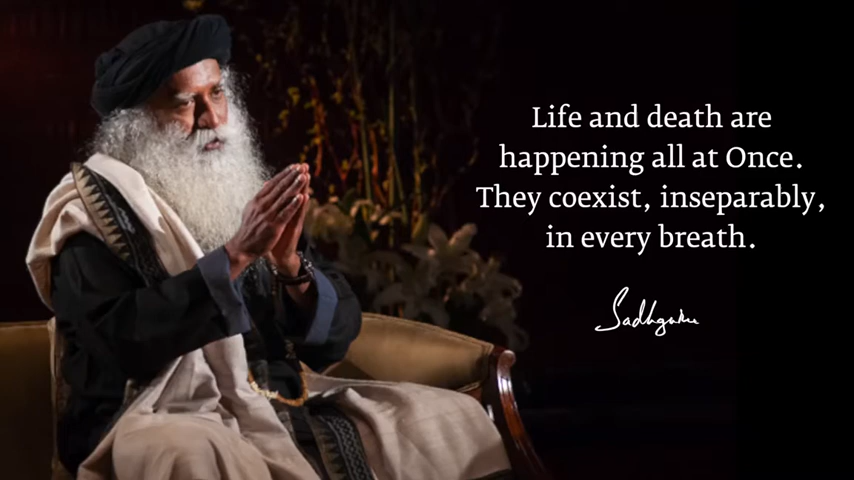 Life and death are
happening all at Once.
They coexist, inseparably,
in every breath.
Sadhguru